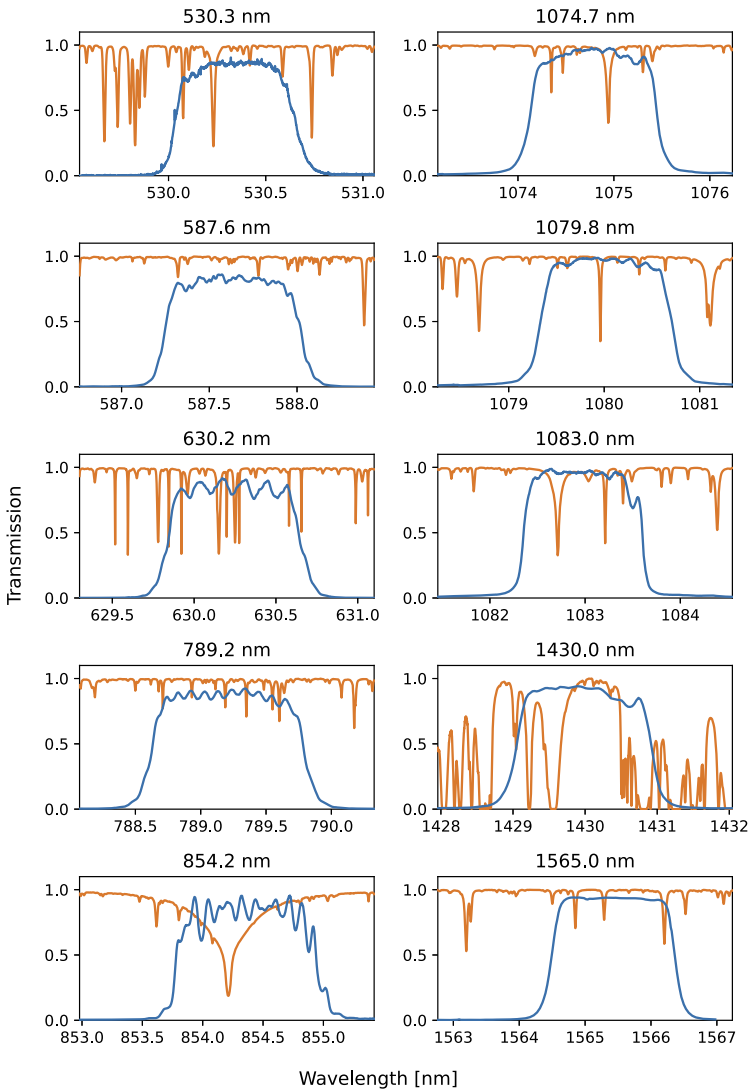 530.3 nm
1.0
0.5
0.0
530.0 530.5 531.0
1074.7 nm
1.0
0.5
0.0
1074 1075 1076
587.6 nm
1.0
0.5
0.0
587.0 587.5 588.0
1079.8 nm
1.0
0.5
0.0
1079 1080 1081
630.2 nm
1.0
0.5
0.0
629.5 630.0 630.5 631.0
1083.0 nm
1.0
0.5
0.0
1082 1083 1084
Transmission
789.2 nm
1.0
0.5
0.0
788.5 789.0 789.5 790.0
1430.0 nm
1.0
0.5
0.0
1428 1429 1430 1431 1432
854.2 nm
1.0
0.5
0.0
853.0 853.5 854.0 854.5 855.0
1565.0 nm
1.0
0.5
0.0
1563 1564 1565 1566 1567
Wavelength [nm]